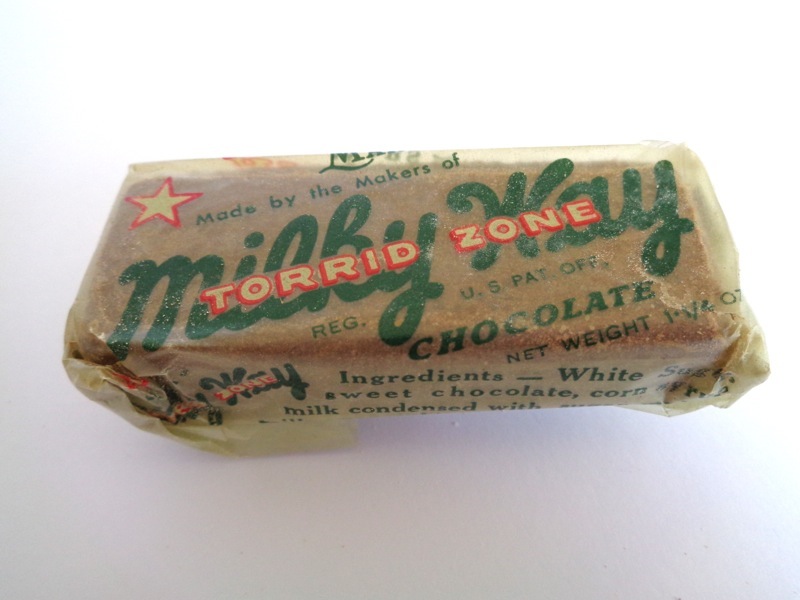 Made by the Makers of
Milky Way
TORRID ZONE
REG. U.S. PAT. OFF.
CHOCOLATE
NET WEIGHT 1-1/4 OZ
Way
ZONE
Ingredients — White
sweet chocolate, corn
milk condensed with